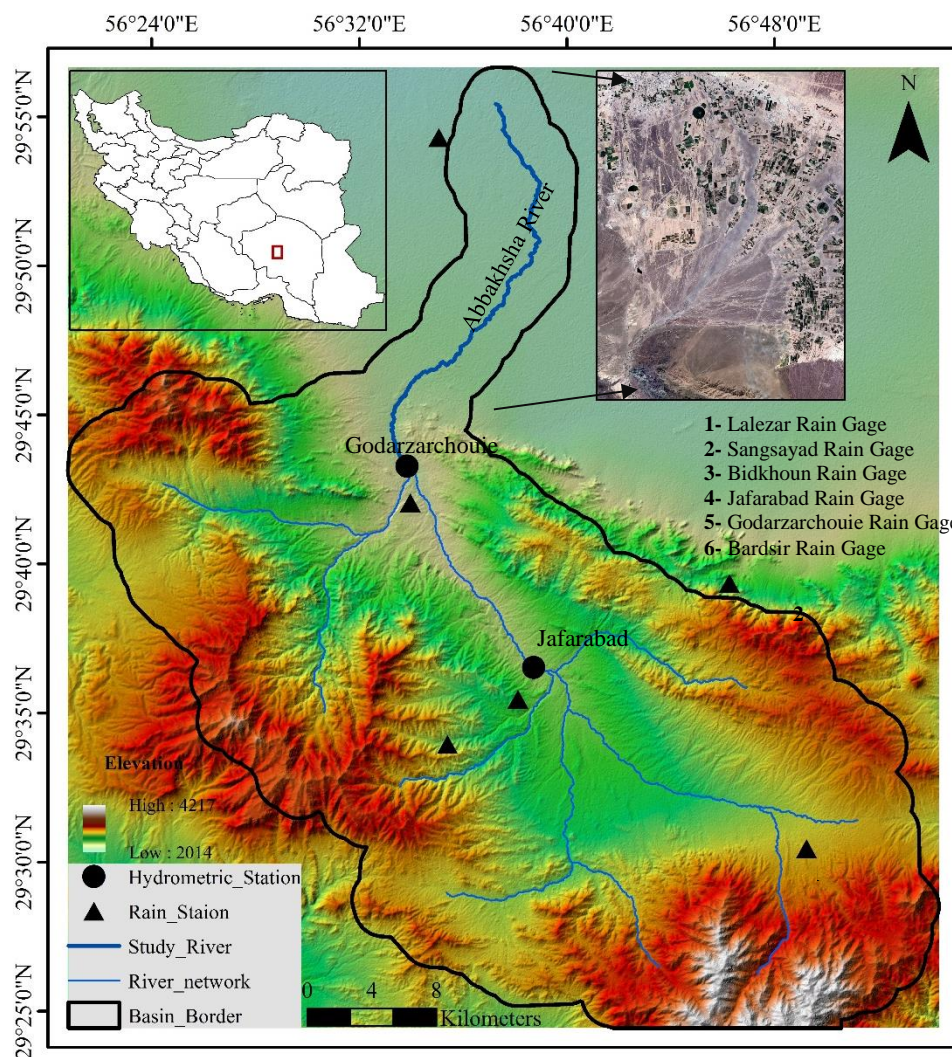 56°24'0"E 56°32'0"E 56°40'0"E 56°48'0"E
N
29°55'0"N
29°50'0"N
29°45'0"N
29°40'0"N
29°35'0"N
29°30'0"N
29°25'0"N
Abbakhsha River
1- Lalezar Rain Gage
2- Sangsayad Rain Gage
3- Bidkhoun Rain Gage
4- Jafarabad Rain Gage
5- Godarzarchouie Rain Gage
6- Bardsir Rain Gage
Godarzarchouie
2
Jafarabad
Elevation
High : 4217
Low : 2014
Hydrometric_Station
Rain_Staion
Study_River
River_network
Basin_Border
0 4 8
Kilometers